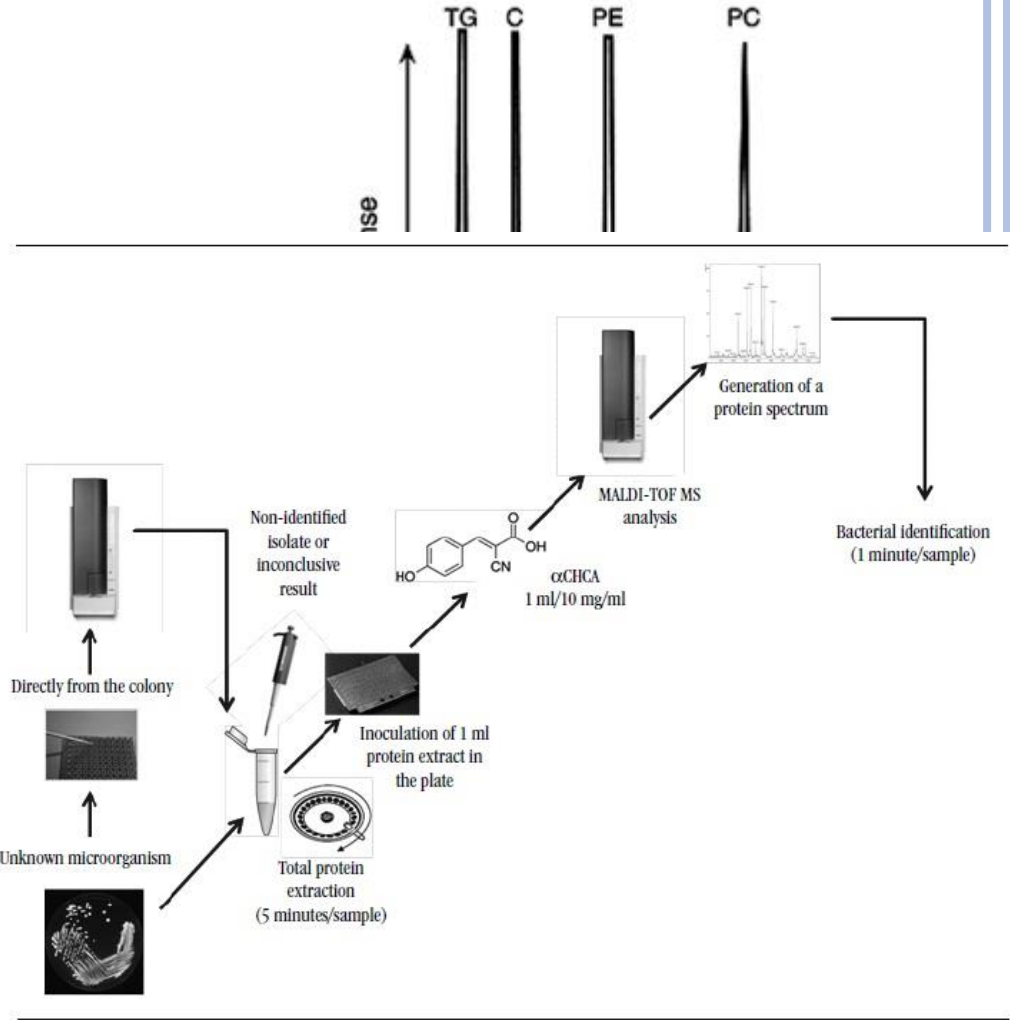 TG C PE PC
nse
Generation of a
protein spectrum
MALDI-TOF MS
analysis
Bacterial identification
(1 minute/sample)
Non-identified
isolate or
inconclusive
result
O
OH
CN
HO
αCHCA
1 ml/10 mg/ml
Directly from the colony
Inoculation of 1 ml
protein extract in
the plate
Unknown microorganism
Total protein
extraction
(5 minutes/sample)